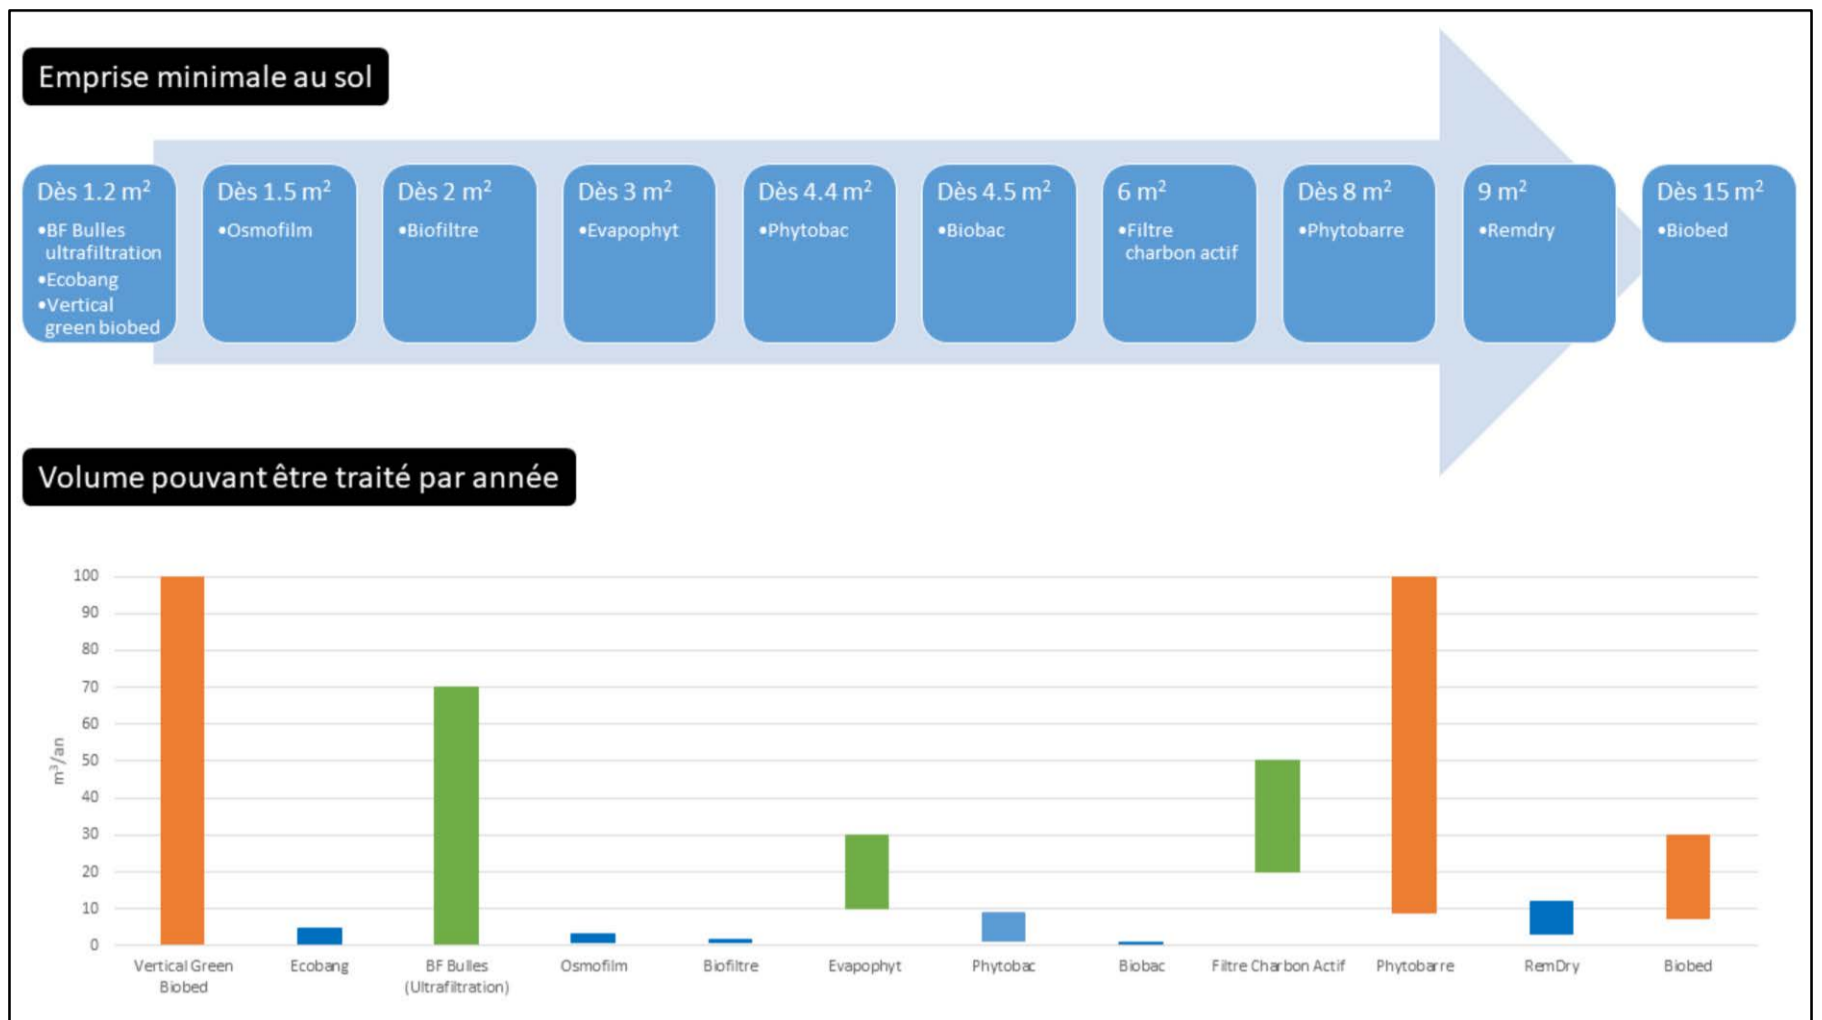 Emprise minimale au sol
Dès 1.2 m²
•BF Bulles
ultrafiltration
•Ecobang
•Vertical
green biobed
Dès 1.5 m²
•Osmofilm
Dès 2 m²
•Biofiltre
Dès 3 m²
•Evapophyt
Dès 4.4 m²
•Phytobac
Dès 4.5 m²
•Biobac
6 m²
•Filtre
charbon actif
Dès 8 m²
•Phytobarre
9 m²
•Remdry
Dès 15 m²
•Biobed
Volume pouvant être traité par année
m³/an
100
90
80
70
60
50
40
30
20
10
0
Vertical Green
Biobed
Ecobang
BF Bulles
(Ultrafiltration)
Osmofilm
Biofiltre
Evapophyt
Phytobac
Biobac
Filtre Charbon Actif
Phytobarre
RemDry
Biobed